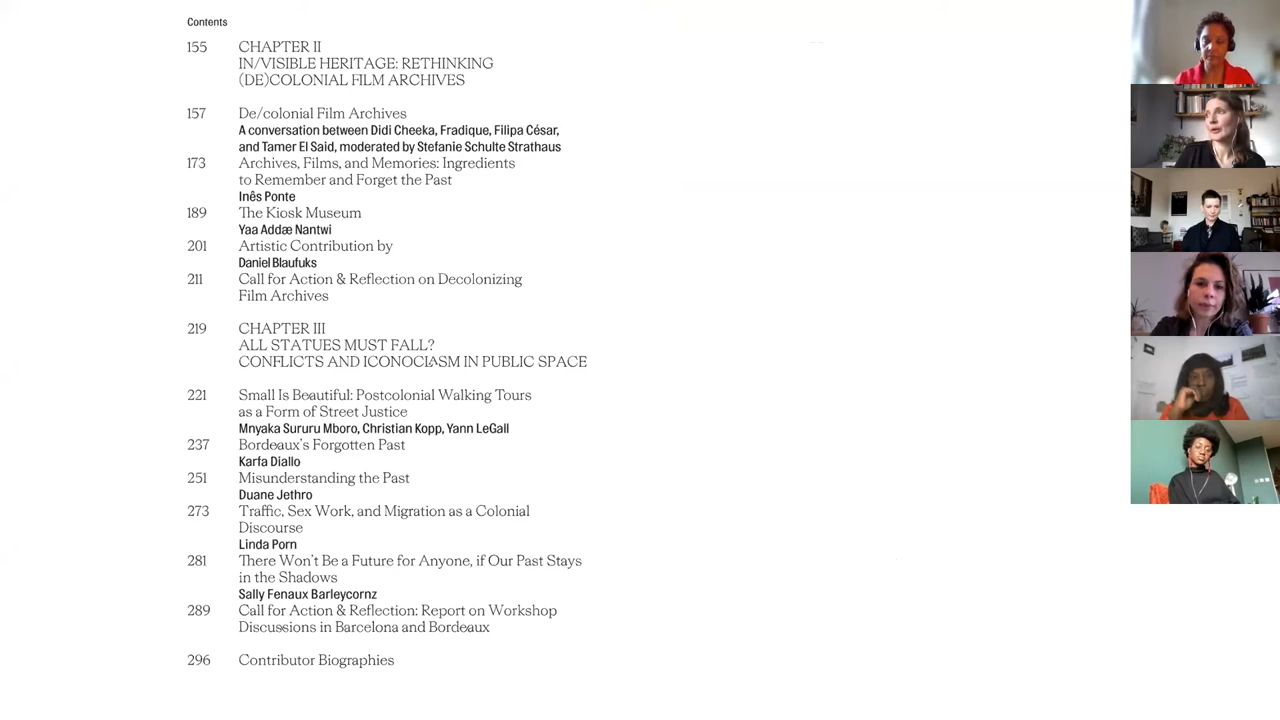 Contents
155 CHAPTER II
IN/VISIBLE HERITAGE: RETHINKING
(DE)COLONIAL FILM ARCHIVES
157 De/colonial Film Archives
A conversation between Didi Cheeka, Fradique, Filipa César,
and Tamer El Said, moderated by Stefanie Schulte Strathaus
173 Archives, Films, and Memories: Ingredients
to Remember and Forget the Past
Inês Ponte
189 The Kiosk Museum
Yaa Addæ Nantwi
201 Artistic Contribution by
Daniel Blaufuks
211 Call for Action & Reflection on Decolonizing
Film Archives
219 CHAPTER III
ALL STATUES MUST FALL?
CONFLICTS AND ICONOCLASM IN PUBLIC SPACE
221 Small Is Beautiful: Postcolonial Walking Tours
as a Form of Street Justice
Mnyaka Sururu Mboro, Christian Kopp, Yann LeGall
237 Bordeaux's Forgotten Past
Karfa Diallo
251 Misunderstanding the Past
Duane Jethro
273 Traffic, Sex Work, and Migration as a Colonial
Discourse
Linda Porn
281 There Won't Be a Future for Anyone, if Our Past Stays
in the Shadows
Sally Fenaux Barleycornz
289 Call for Action & Reflection: Report on Workshop
Discussions in Barcelona and Bordeaux
296 Contributor Biographies